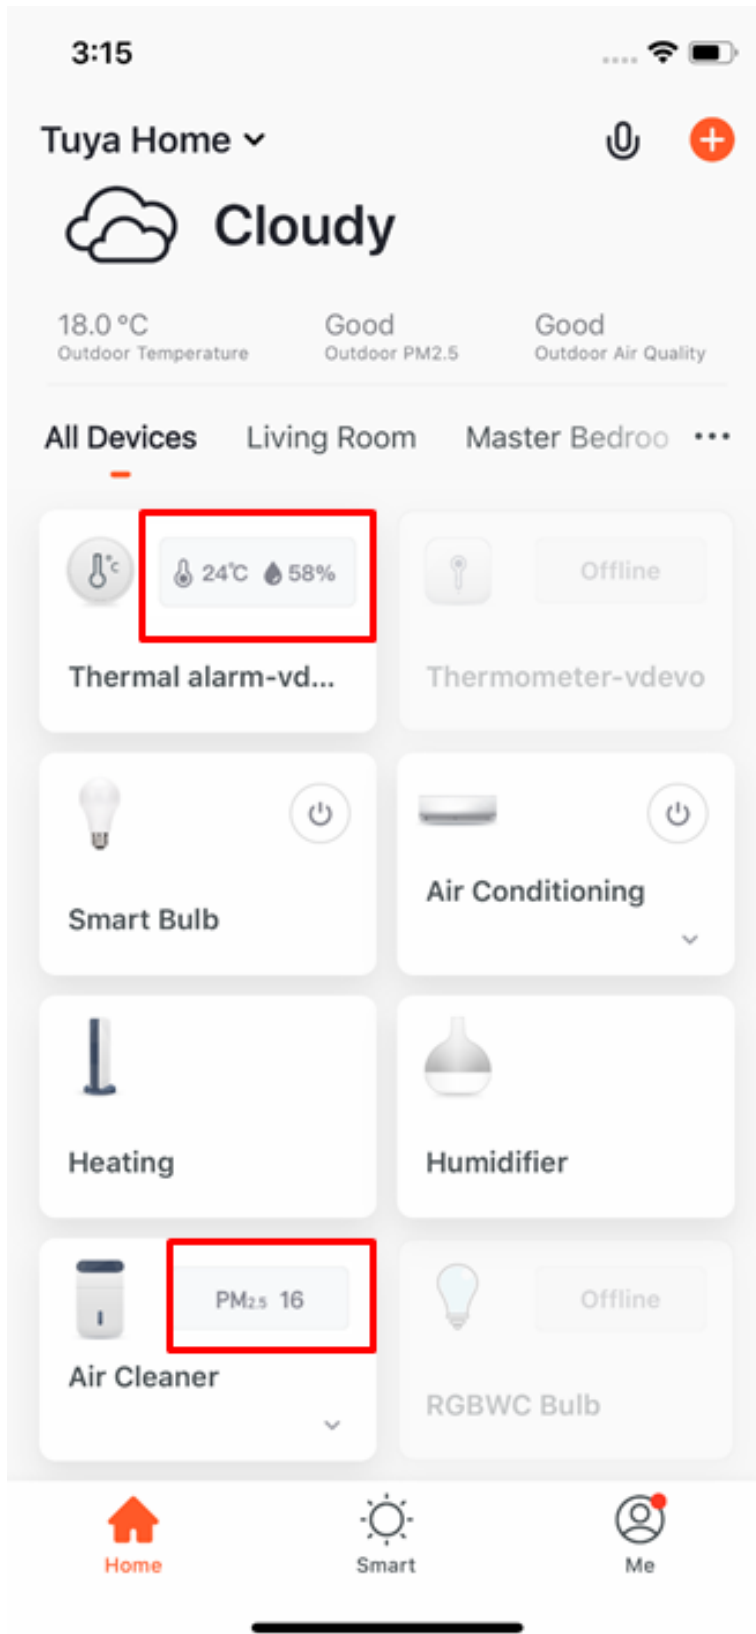 3:15
Tuya Home
Cloudy
18.0 °C Good Good
Outdoor Temperature Outdoor PM2.5 Outdoor Air Quality
All Devices Living Room Master Bedroo
°c 24℃ 58% Offline
Thermal alarm-vd... Thermometer-vdevo
Smart Bulb Air Conditioning
Heating Humidifier
PM2.5 16 Offline
Air Cleaner RGBWC Bulb
Home Smart Me